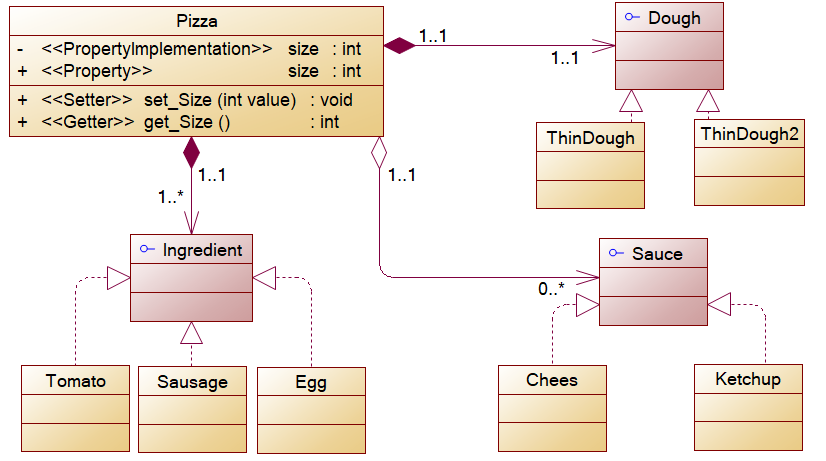 Pizza
- <<PropertyImplementation>> size : int
+ <<Property>> size : int
+ <<Setter>> set_Size (int value) : void
+ <<Getter>> get_Size () : int
1..1
1..1
Dough
ThinDough
ThinDough2
1..1
1..*
1..1
0..*
Ingredient
Sauce
Tomato
Sausage
Egg
Chees
Ketchup